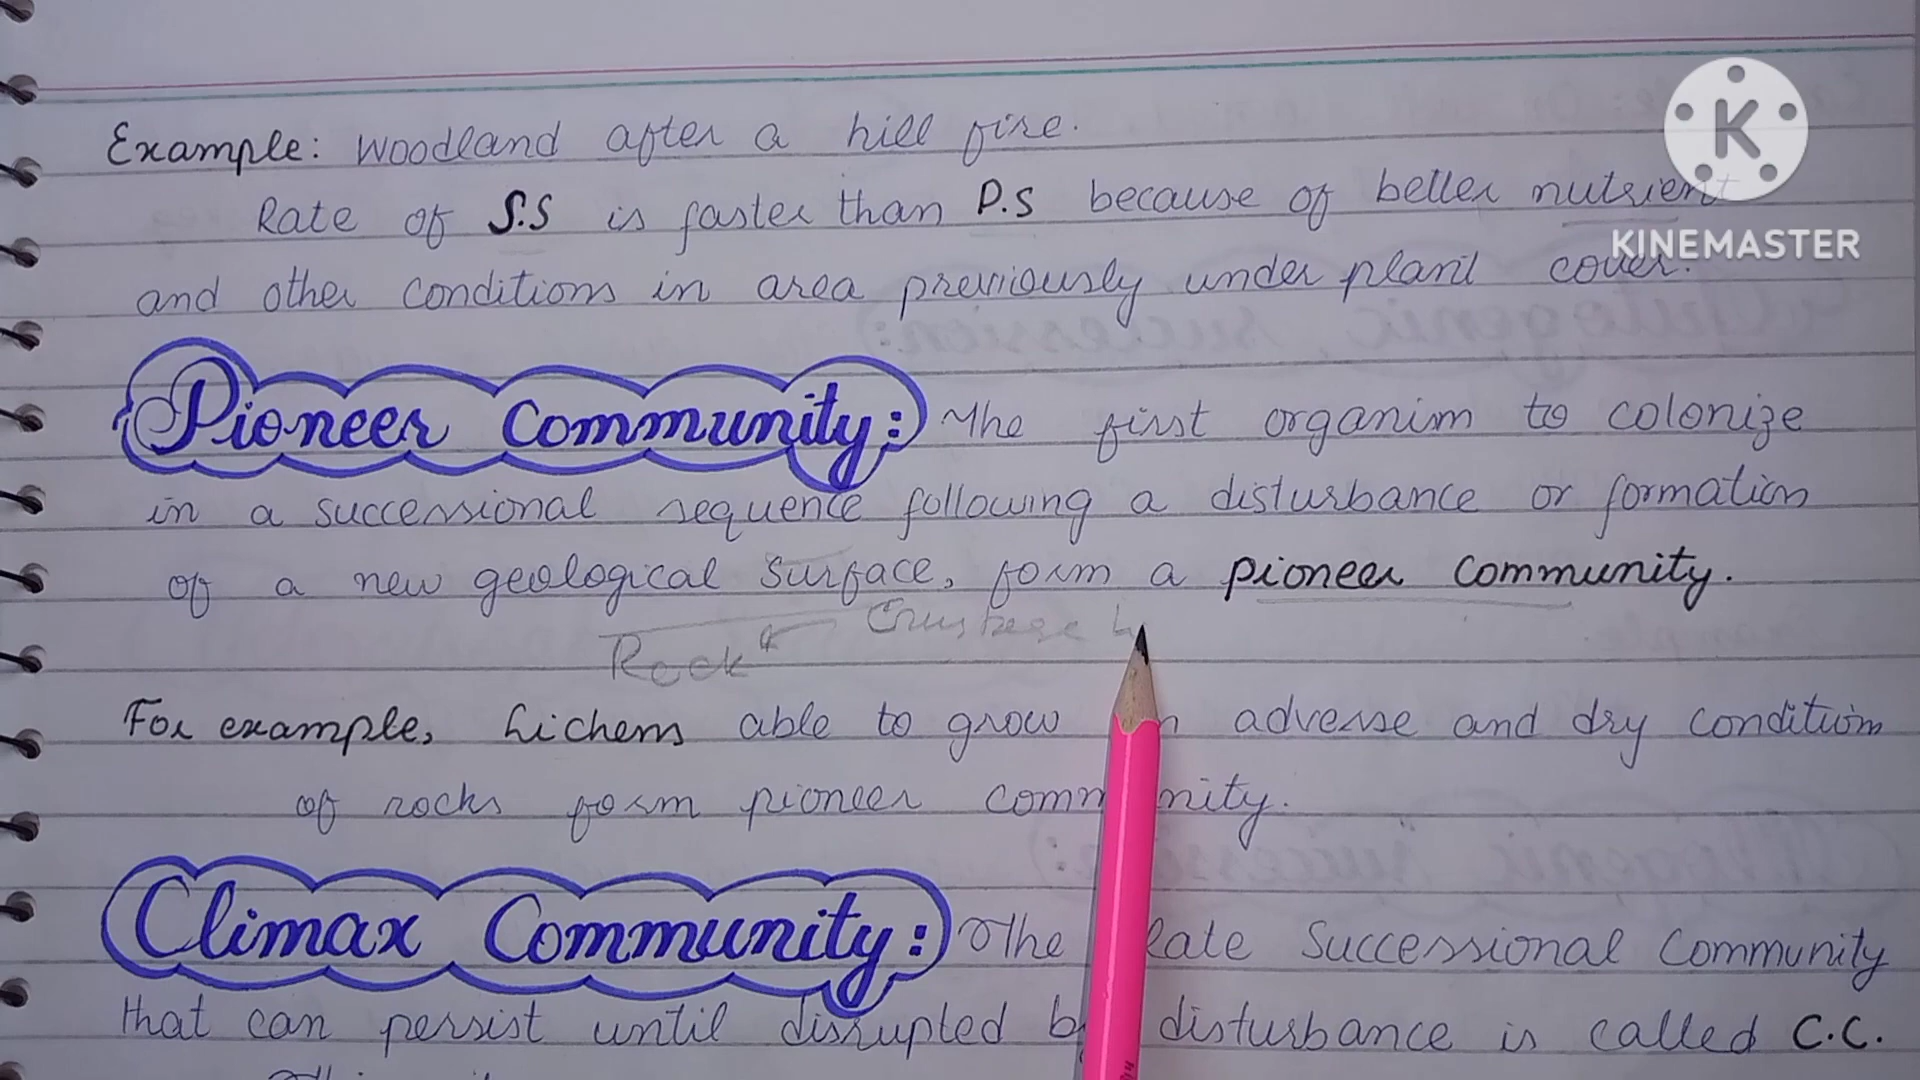 Example: Woodland after a hill fire.
Rate of S.S is faster than P.S because of better nutrient
and other conditions in area previously under plant cover.
KINEMASTER
Pioneer Community: The first organism to colonize
in a successional sequence following a disturbance or formation
of a new geological surface, form a pioneer community.
Rock
For example, Lichens able to grow adverse and dry condition
of rocks form pioneer community.
Climax Community: The late Successional Community
that can persist until disrupted by disturbance is called C.C.